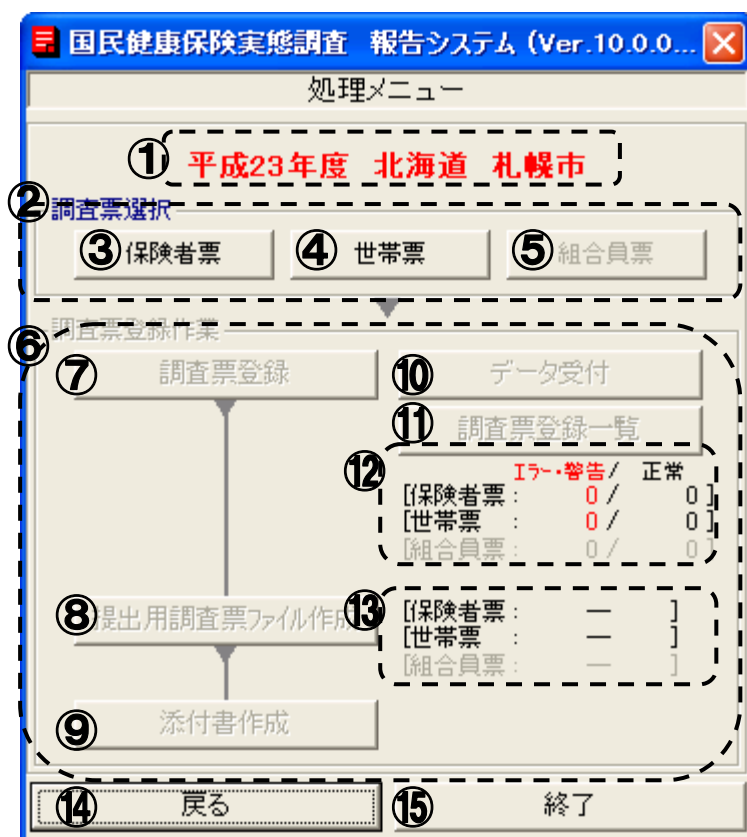 国民健康保険実態調査 報告システム (Ver.10.0.0...
処理メニュー
① 平成23年度 北海道 札幌市
② 調査票選択
③ 保険者票 ④ 世帯票 ⑤ 組合員票
⑥ 調査票登録作業
⑦ 調査票登録 ⑩ データ受付
⑪ 調査票登録一覧
⑫ エラー・警告/ 正常
[保険者票: 0/ 0]
[世帯票 : 0/ 0]
[組合員票: 0/ 0]
⑧ 提出用調査票ファイル作成 ⑬ [保険者票: ― ]
[世帯票 : ― ]
[組合員票: ― ]
⑨ 添付書作成
⑭ 戻る ⑮ 終了